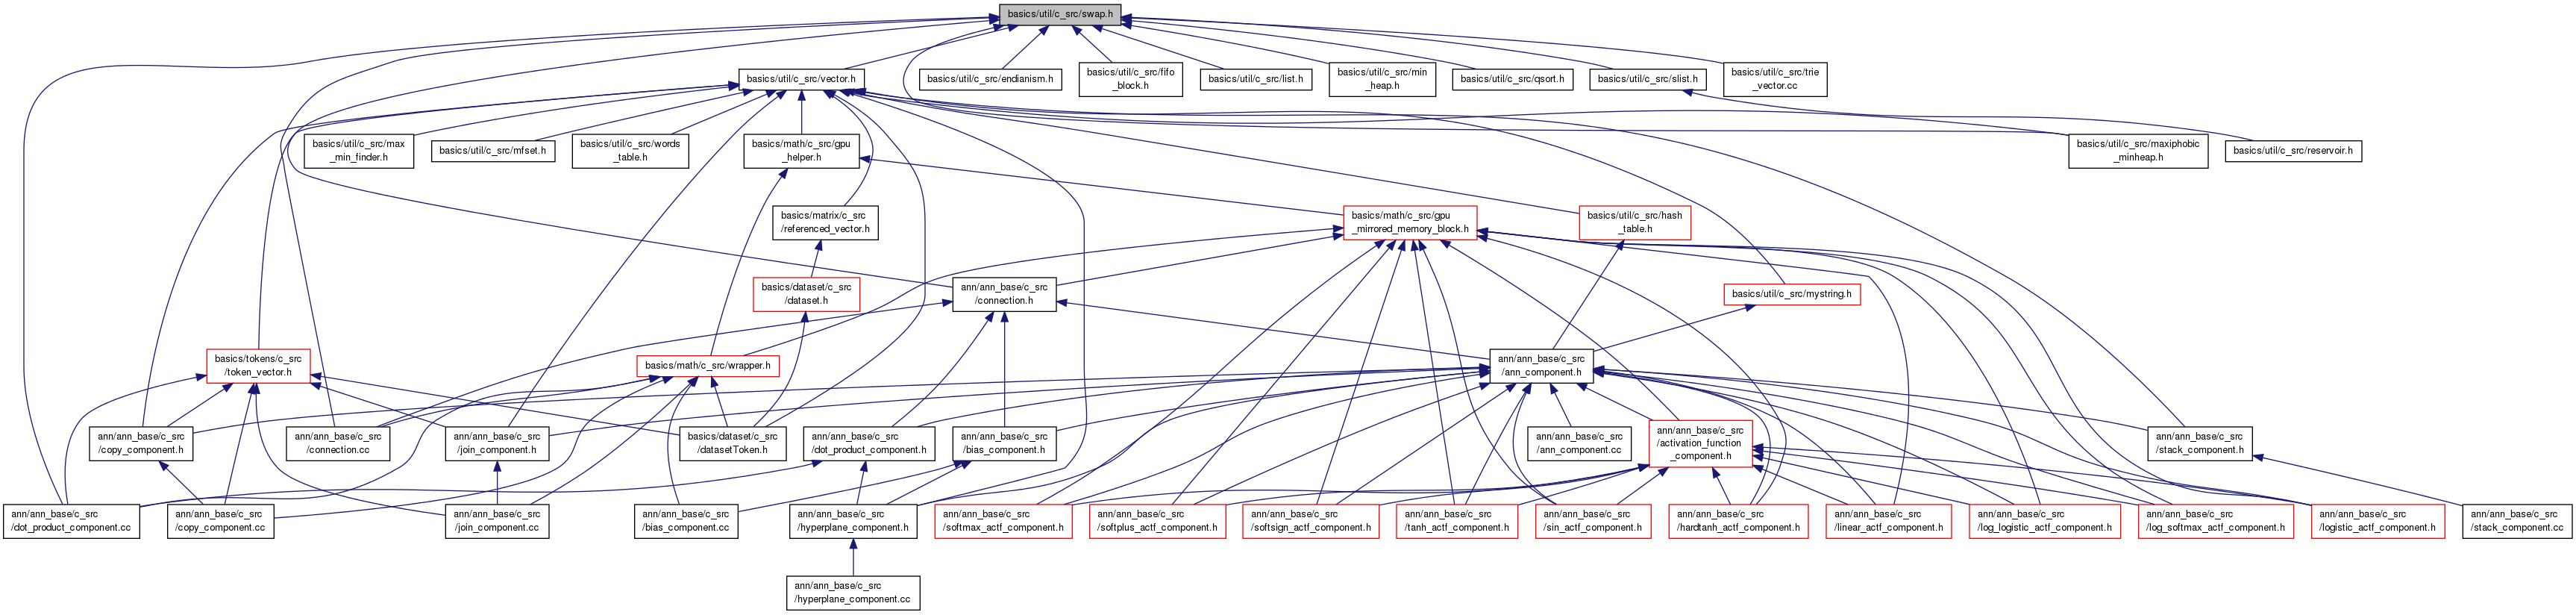 basics/util/c_src/swap.h
basics/util/c_src/vector.h
basics/util/c_src/endianism.h
basics/util/c_src/fifo
_block.h
basics/util/c_src/list.h
basics/util/c_src/min
_heap.h
basics/util/c_src/qsort.h
basics/util/c_src/slist.h
basics/util/c_src/trie
_vector.cc
basics/util/c_src/max
_min_finder.h
basics/util/c_src/mfset.h
basics/util/c_src/words
_table.h
basics/math/c_src/gpu
_helper.h
basics/util/c_src/maxiphobic
_minheap.h
basics/util/c_src/reservoir.h
basics/matrix/c_src
/referenced_vector.h
basics/math/c_src/gpu
_mirrored_memory_block.h
basics/util/c_src/hash
_table.h
basics/dataset/c_src
/dataset.h
ann/ann_base/c_src
/connection.h
basics/util/c_src/mystring.h
basics/tokens/c_src
/token_vector.h
basics/math/c_src/wrapper.h
ann/ann_base/c_src
/ann_component.h
ann/ann_base/c_src
/copy_component.h
ann/ann_base/c_src
/connection.cc
ann/ann_base/c_src
/join_component.h
basics/dataset/c_src
/datasetToken.h
ann/ann_base/c_src
/dot_product_component.h
ann/ann_base/c_src
/bias_component.h
ann/ann_base/c_src
/ann_component.cc
ann/ann_base/c_src
/activation_function
_component.h
ann/ann_base/c_src
/stack_component.h
ann/ann_base/c_src
/dot_product_component.cc
ann/ann_base/c_src
/copy_component.cc
ann/ann_base/c_src
/join_component.cc
ann/ann_base/c_src
/bias_component.cc
ann/ann_base/c_src
/hyperplane_component.h
ann/ann_base/c_src
/softmax_actf_component.h
ann/ann_base/c_src
/softplus_actf_component.h
ann/ann_base/c_src
/softsign_actf_component.h
ann/ann_base/c_src
/tanh_actf_component.h
ann/ann_base/c_src
/sin_actf_component.h
ann/ann_base/c_src
/hardtanh_actf_component.h
ann/ann_base/c_src
/linear_actf_component.h
ann/ann_base/c_src
/log_logistic_actf_component.h
ann/ann_base/c_src
/log_softmax_actf_component.h
ann/ann_base/c_src
/logistic_actf_component.h
ann/ann_base/c_src
/stack_component.cc
ann/ann_base/c_src
/hyperplane_component.cc